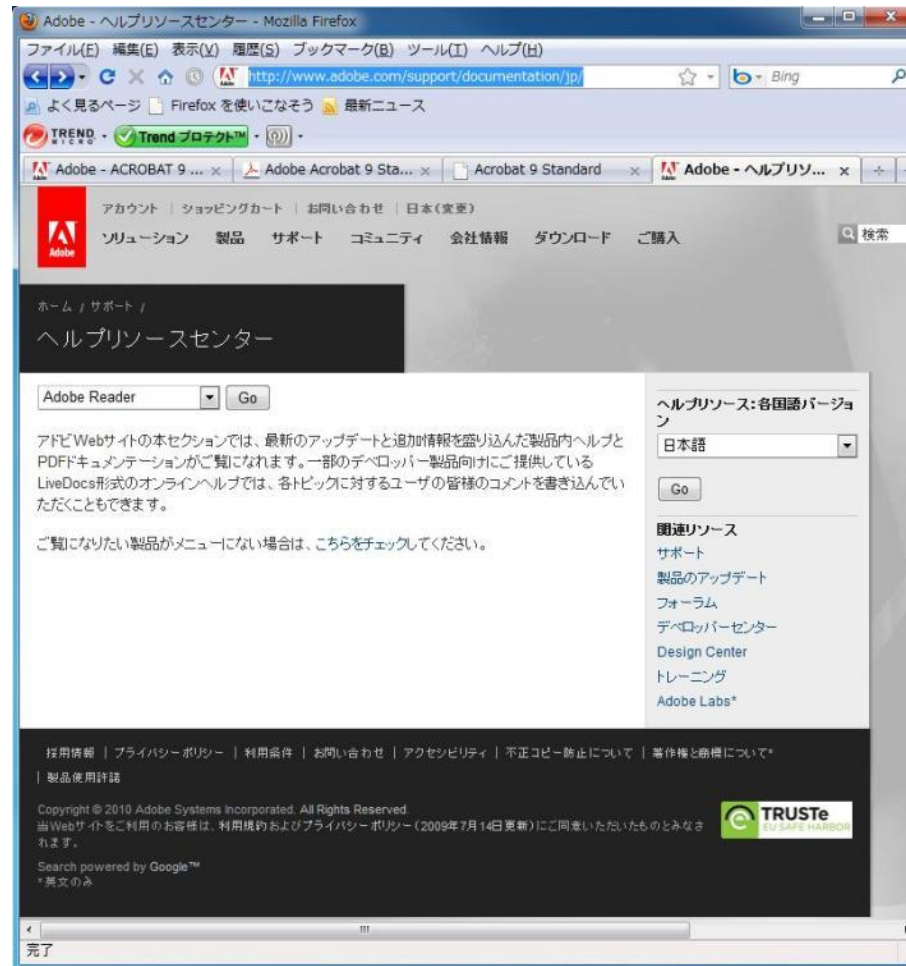 Adobe - ヘルプリソースセンター - Mozilla Firefox
ファイル(F) 編集(E) 表示(V) 履歴(S) ブックマーク(B) ツール(T) ヘルプ(H)
http://www.adobe.com/support/documentation/jp/ Bing
よく見るページ Firefox を使いこなそう 最新ニュース
TREND MICRO Trend プロテクト™
Adobe - ACROBAT 9 ... Adobe Acrobat 9 Sta... Acrobat 9 Standard Adobe - ヘルプリソ...
アカウント | ショッピングカート | お問い合わせ | 日本(変更)
Adobe ソリューション 製品 サポート コミュニティ 会社情報 ダウンロード ご購入 検索
ホーム / サポート /
ヘルプリソースセンター
Adobe Reader Go
アドビWebサイトの本セクションでは、最新のアップデートと追加情報を盛り込んだ製品内ヘルプと
PDFドキュメンテーションがご覧になれます。一部のデベロッパー製品向けにご提供している
LiveDocs形式のオンラインヘルプでは、各トピックに対するユーザの皆様のコメントを書き込んでい
ただくこともできます。
ご覧になりたい製品がメニューにない場合は、こちらをチェックしてください。
ヘルプリソース:各国語バージョ
ン
日本語
Go
関連リソース
サポート
製品のアップデート
フォーラム
デベロッパーセンター
Design Center
トレーニング
Adobe Labs*
採用情報 | プライバシーポリシー | 利用条件 | お問い合わせ | アクセシビリティ | 不正コピー防止について | 著作権と商標について*
| 製品使用許諾
Copyright © 2010 Adobe Systems Incorporated. All Rights Reserved.
当Webサイトをご利用のお客様は、利用規約およびプライバシーポリシー(2009年7月14日更新)にご同意いただいたものとみなさ
れます。
TRUSTe
EU SAFE HARBOR
Search powered by Google™
*英文のみ
完了